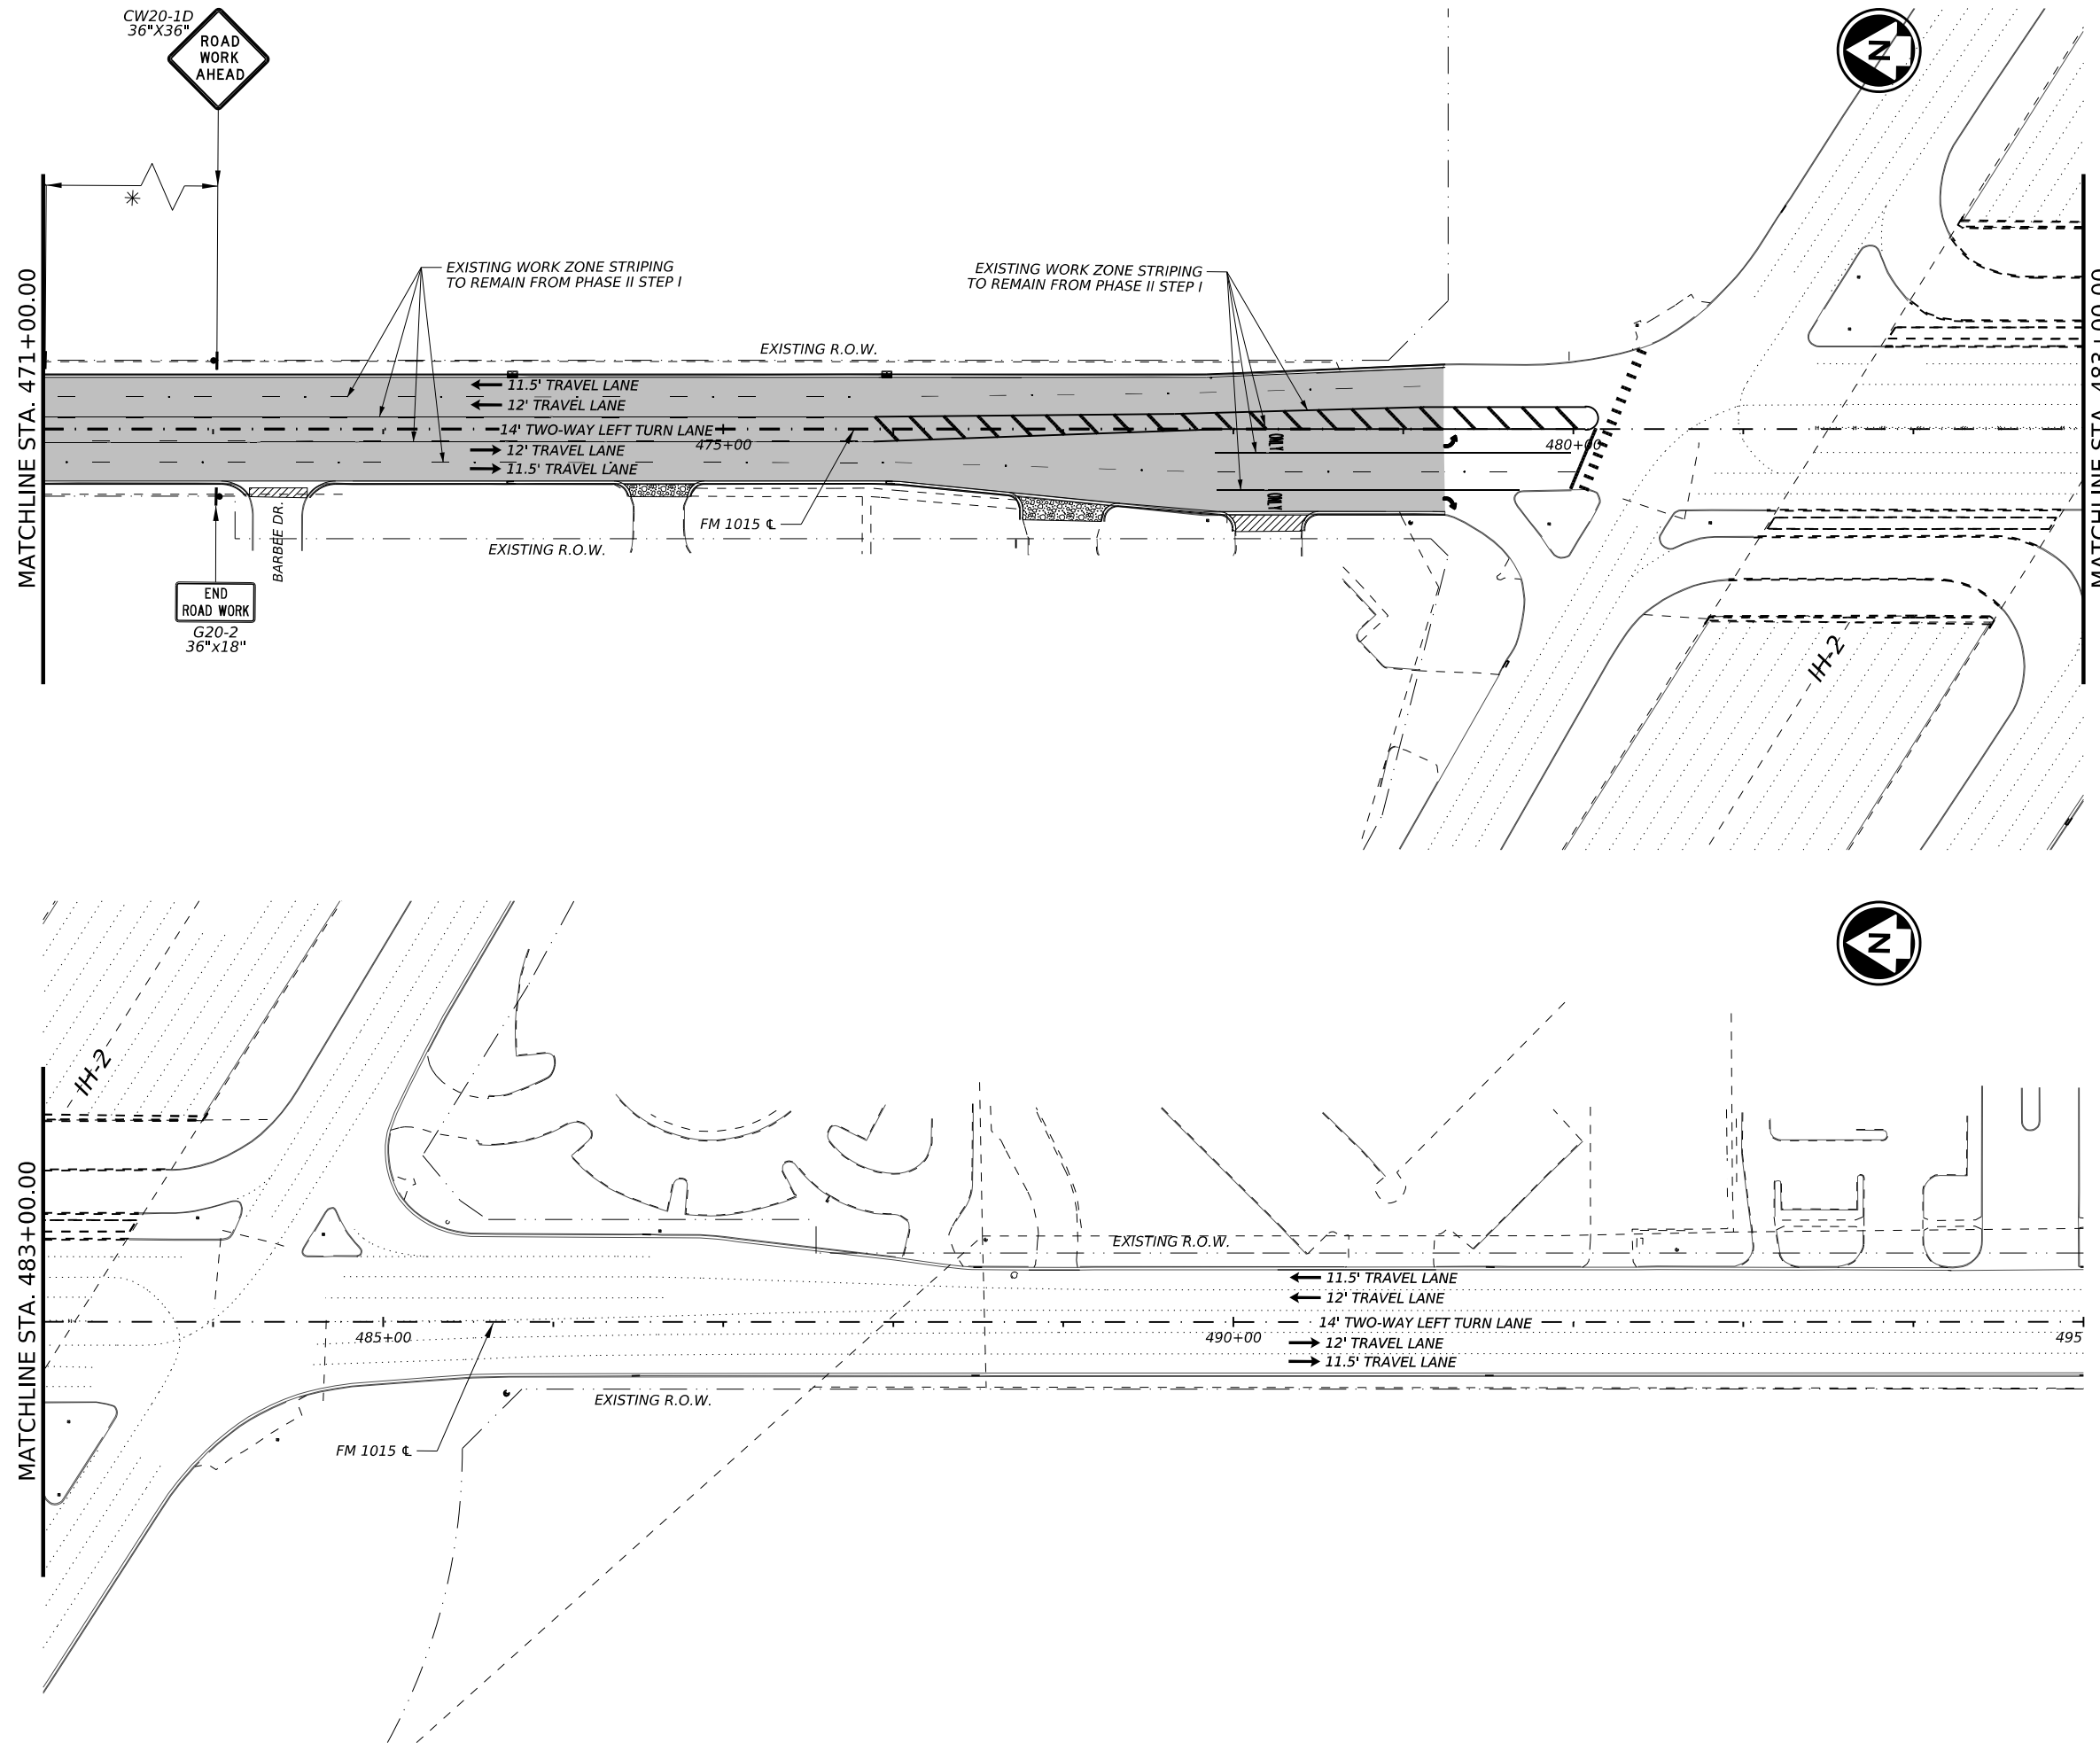 CW20-1D
36"X36"
ROAD
WORK
AHEAD
N
MATCHLINE STA. 471+00.00
EXISTING WORK ZONE STRIPING
TO REMAIN FROM PHASE II STEP I
EXISTING WORK ZONE STRIPING
TO REMAIN FROM PHASE II STEP I
EXISTING R.O.W.
11.5' TRAVEL LANE
12' TRAVEL LANE
14' TWO-WAY LEFT TURN LANE
475+00
12' TRAVEL LANE
11.5' TRAVEL LANE
ONLY
ONLY
480+00
FM 1015 ℄
EXISTING R.O.W.
BARBEE DR.
END
ROAD WORK
G20-2
36"x18"
IH-2
MATCHLINE STA. 483+00.00
N
IH-2
MATCHLINE STA. 483+00.00
EXISTING R.O.W.
11.5' TRAVEL LANE
12' TRAVEL LANE
14' TWO-WAY LEFT TURN LANE
485+00
490+00
495
12' TRAVEL LANE
11.5' TRAVEL LANE
EXISTING R.O.W.
FM 1015 ℄